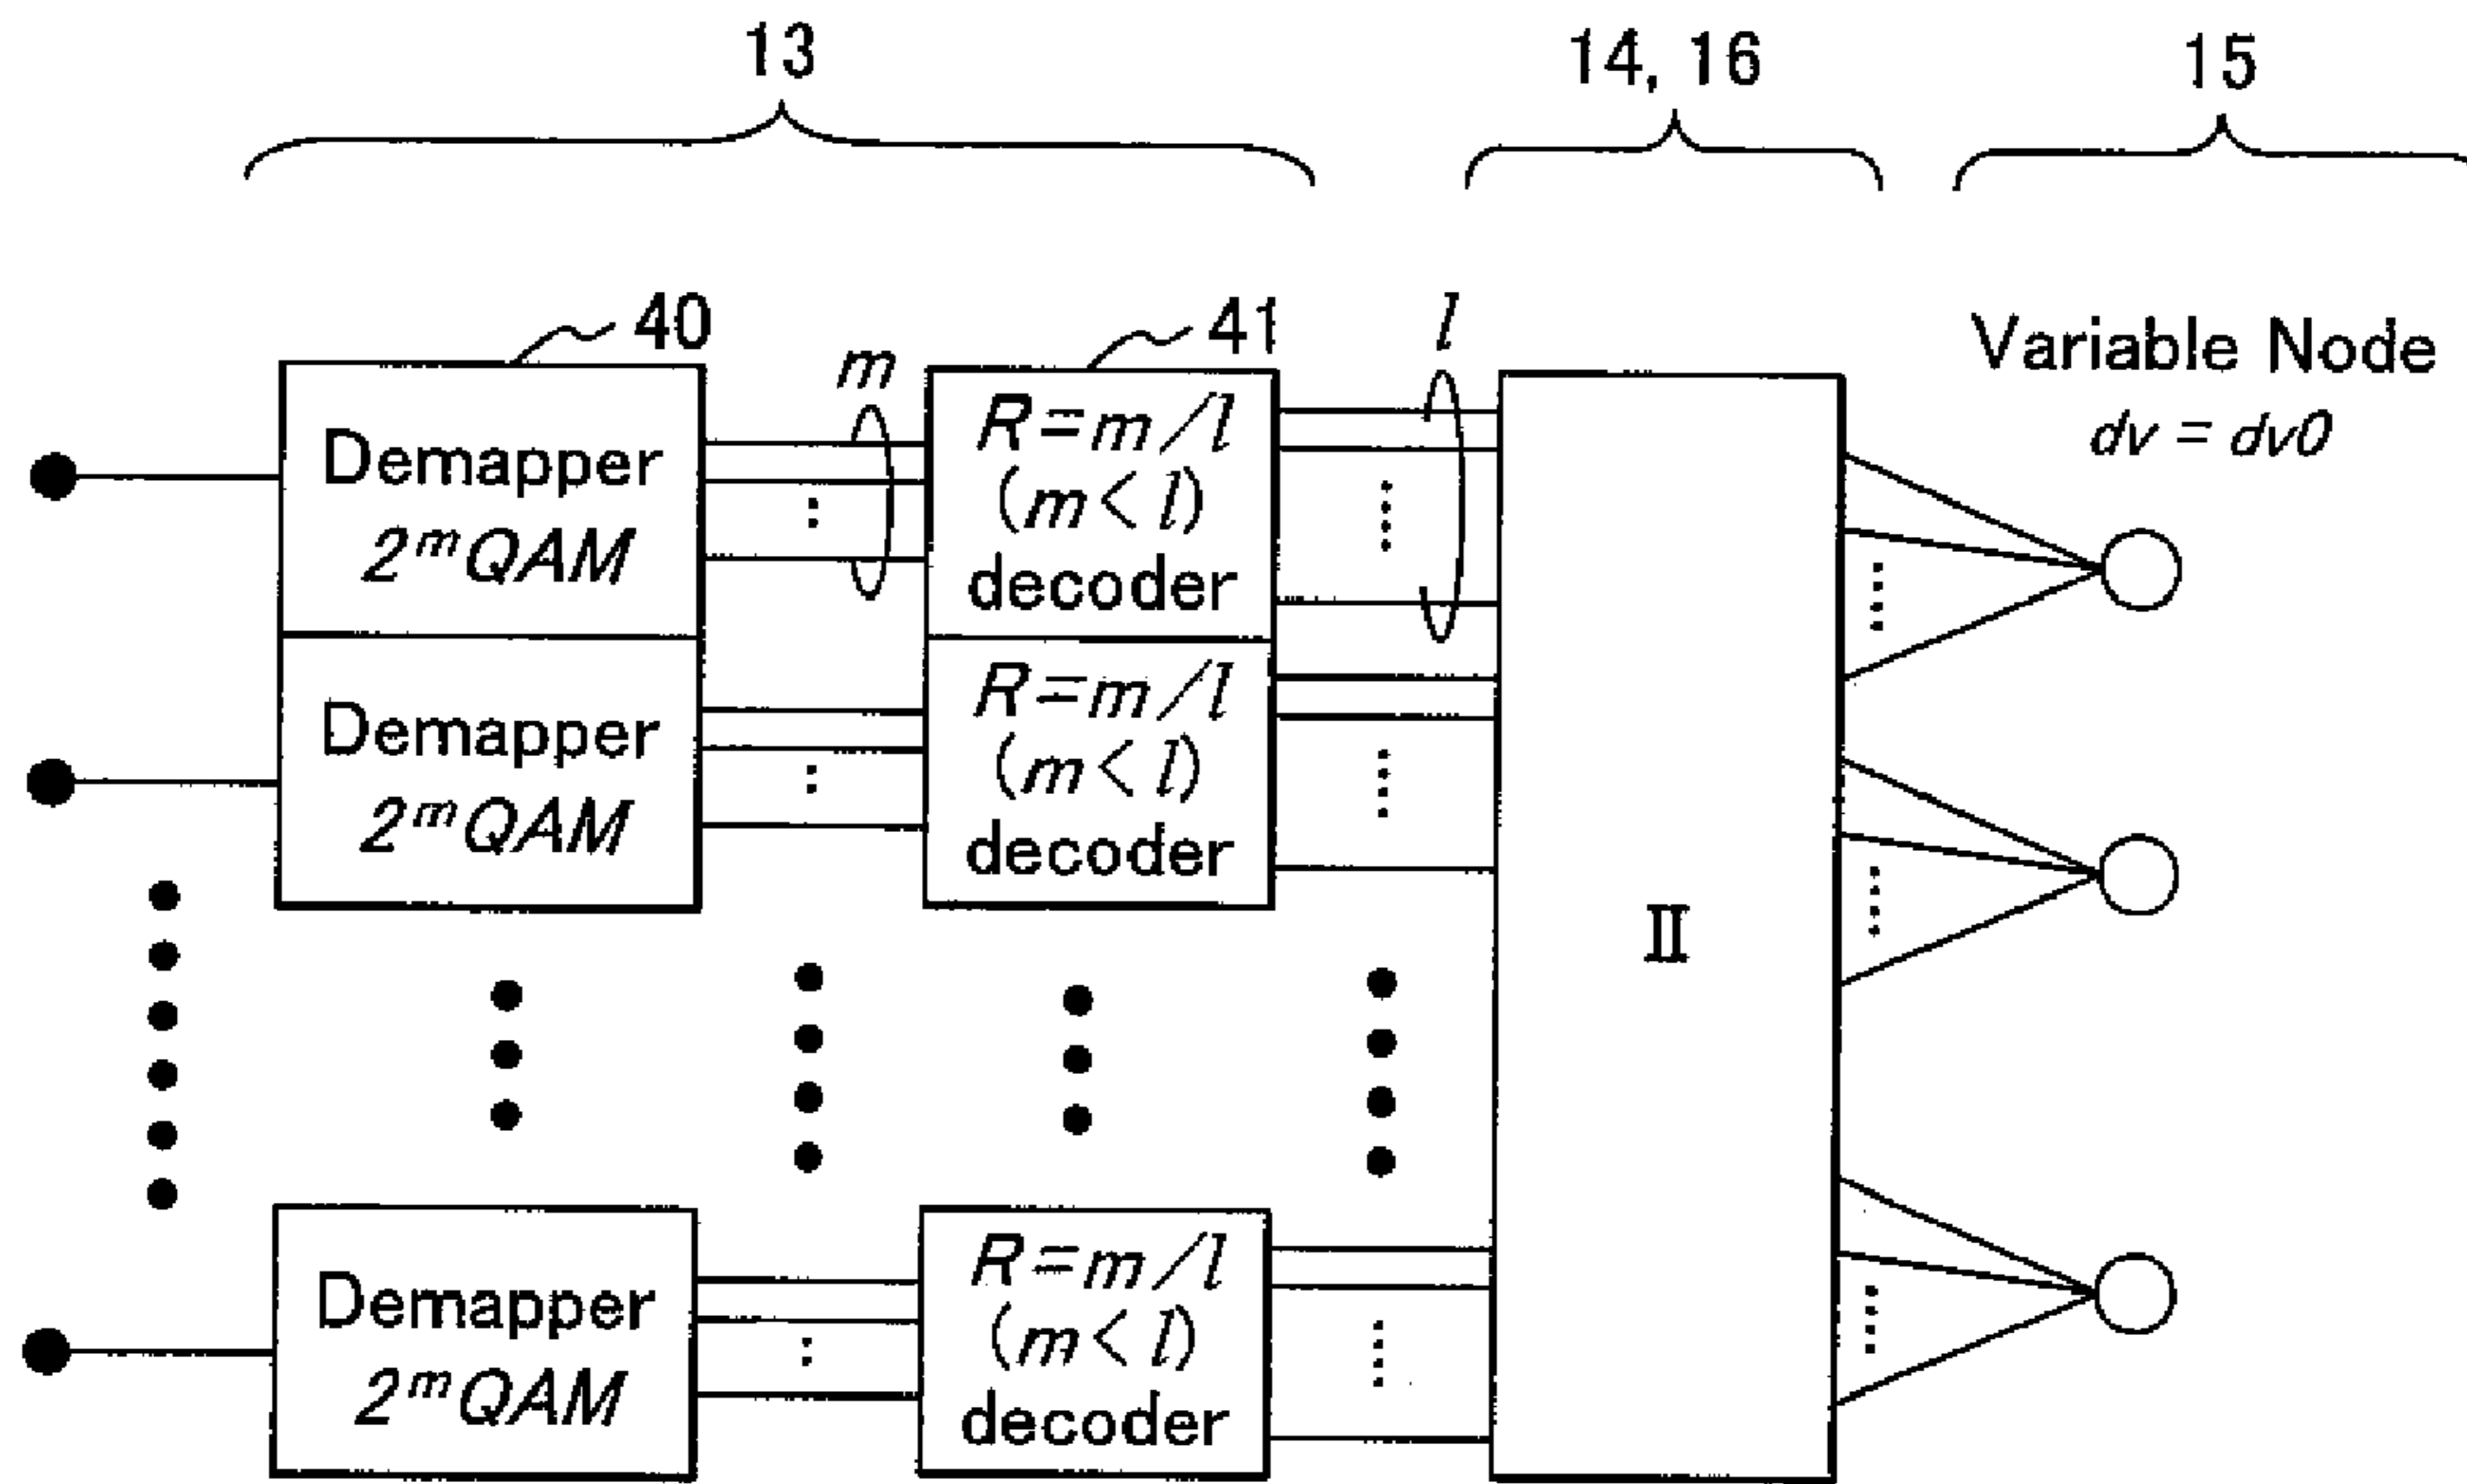 13
14, 16
15
40
m
41
l
Variable Node
dv = dv0
Demapper
2^mQAM
R=m/l
(m<l)
decoder
Demapper
2^mQAM
R=m/l
(m<l)
decoder
II
Demapper
2^mQAM
R=m/l
(m<l)
decoder